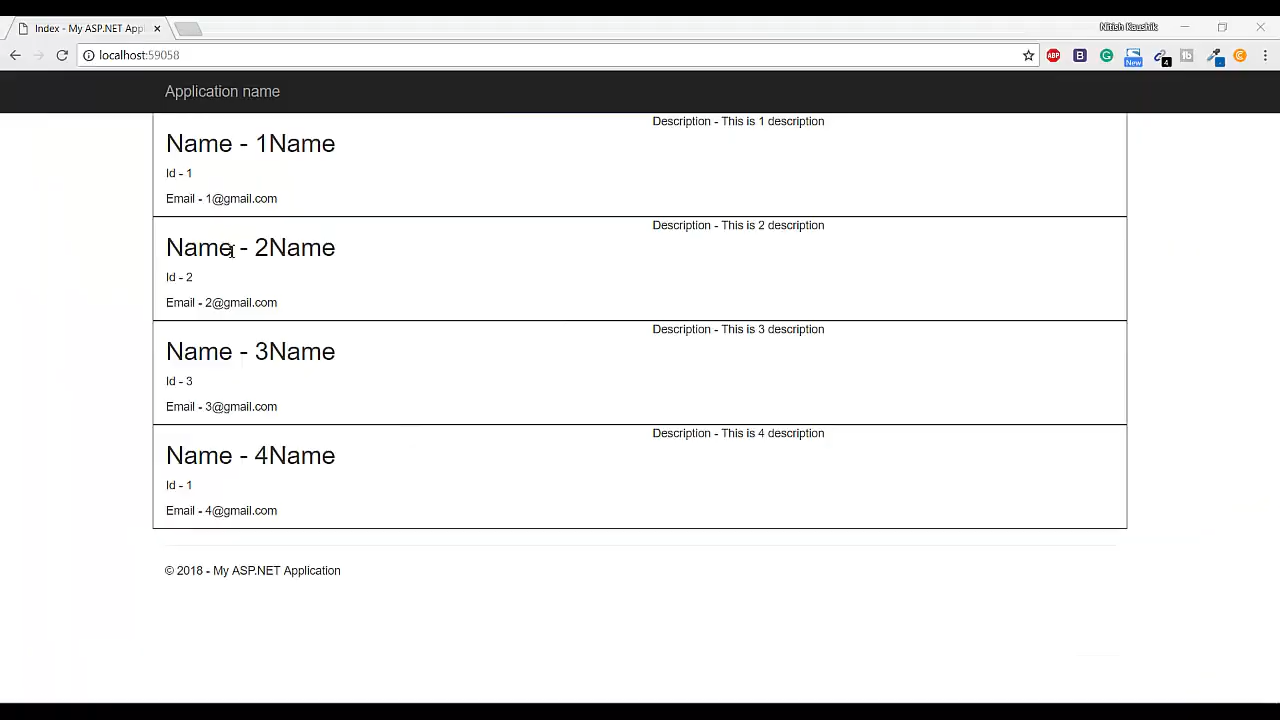 Index - My ASP.NET Appl
Nitish Kaushik
localhost:59058
ABP
B
G
New
4
Application name
Description - This is 1 description
Name - 1Name
Id - 1
Email - 1@gmail.com
Description - This is 2 description
Name - 2Name
Id - 2
Email - 2@gmail.com
Description - This is 3 description
Name - 3Name
Id - 3
Email - 3@gmail.com
Description - This is 4 description
Name - 4Name
Id - 1
Email - 4@gmail.com
© 2018 - My ASP.NET Application